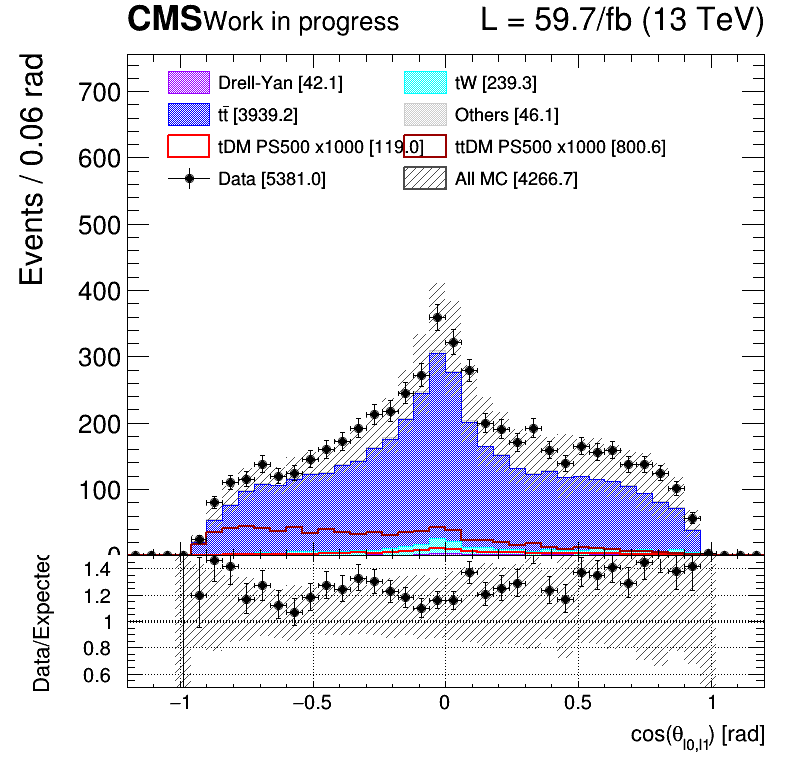 CMS Work in progress L = 59.7/fb (13 TeV)
Events / 0.06 rad
700
600
500
400
300
200
100
0
Drell-Yan [42.1] tW [239.3]
tt̄ [3939.2] Others [46.1]
tDM PS500 x1000 [119.0] ttDM PS500 x1000 [800.6]
Data [5381.0] All MC [4266.7]
Data/Expected
1.4
1.2
1
0.8
0.6
−1 −0.5 0 0.5 1
cos(θl0,l1) [rad]